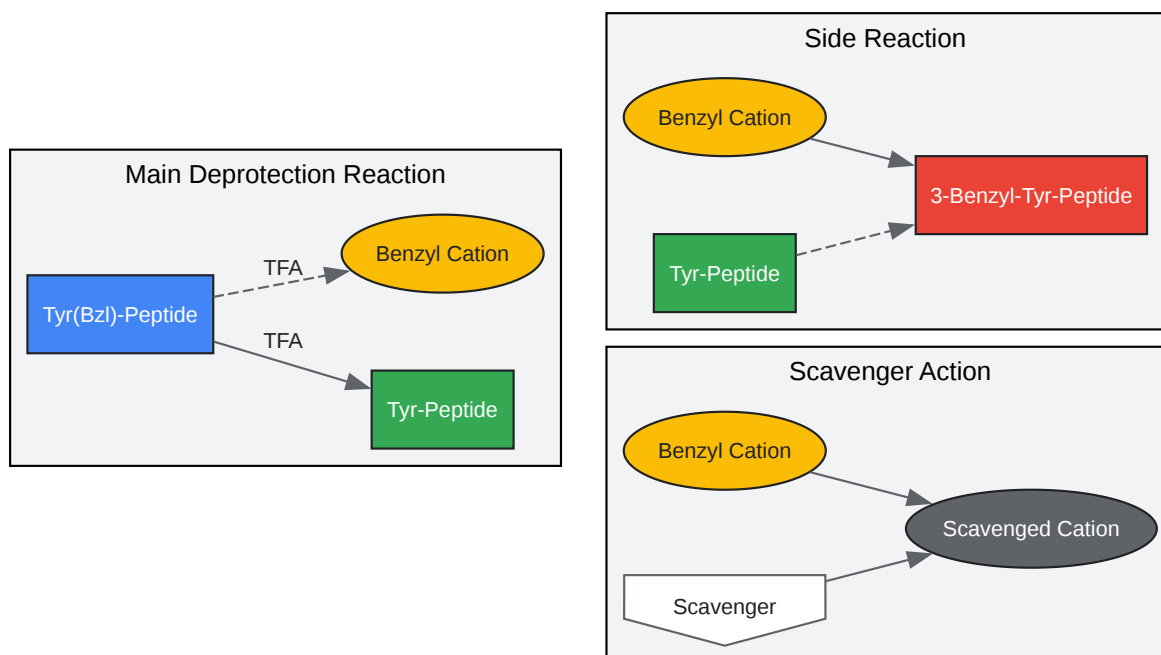 Main Deprotection Reaction
Tyr(Bzl)-Peptide
TFA
Benzyl Cation
TFA
Tyr-Peptide
Side Reaction
Benzyl Cation
3-Benzyl-Tyr-Peptide
Tyr-Peptide
Scavenger Action
Benzyl Cation
Scavenged Cation
Scavenger